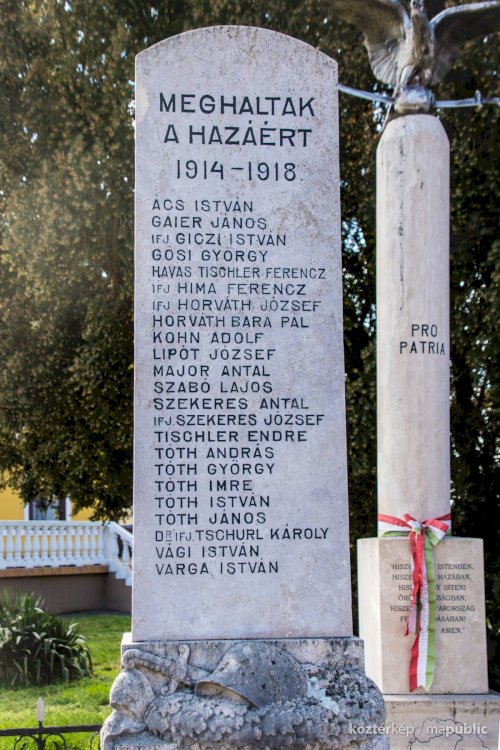 MEGHALTAK
A HAZÁÉRT
1914-1918.
ÁCS ISTVÁN
GAIER JÁNOS
IFJ. GICZI ISTVÁN
GŐSI GYÖRGY
HAVAS TISCHLER FERENCZ
IFJ HIMA FERENCZ
IFJ HORVÁTH JÓZSEF
HORVÁTH BARA PÁL
KOHN ADOLF
LIPÓT JÓZSEF
MAJOR ANTAL
SZABÓ LAJOS
SZEKERES ANTAL
IFJ. SZEKERES JÓZSEF
TISCHLER ENDRE
TÓTH ANDRÁS
TÓTH GYÖRGY
TÓTH IMRE
TÓTH ISTVÁN
TÓTH JÁNOS
DR IFJ. TSCHURL KÁROLY
VÁGI ISTVÁN
VARGA ISTVÁN
PRO
PATRIA
ISTENBEN,
HAZÁBAN,
ISTENI
AMEN."
köztérkép / mapublic